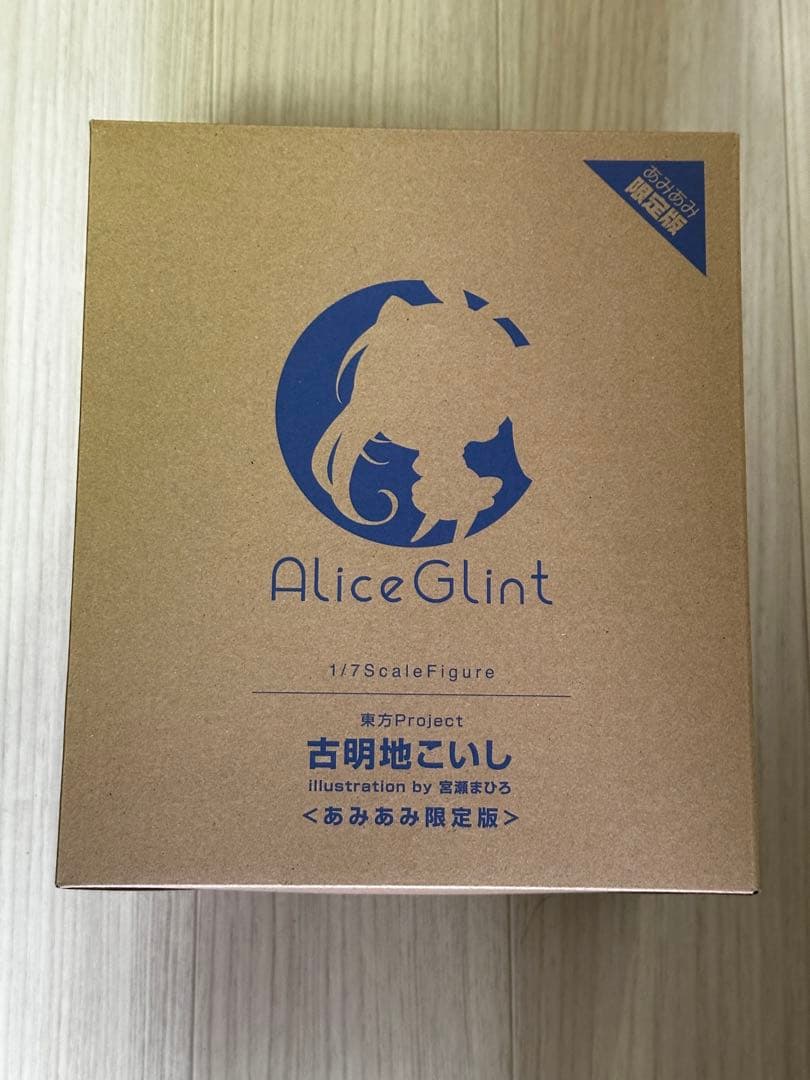 あみあみ
限定版
AliceGlint
1/7ScaleFigure
東方Project
古明地こいし
illustration by 宮瀬まひろ
<あみあみ限定版>